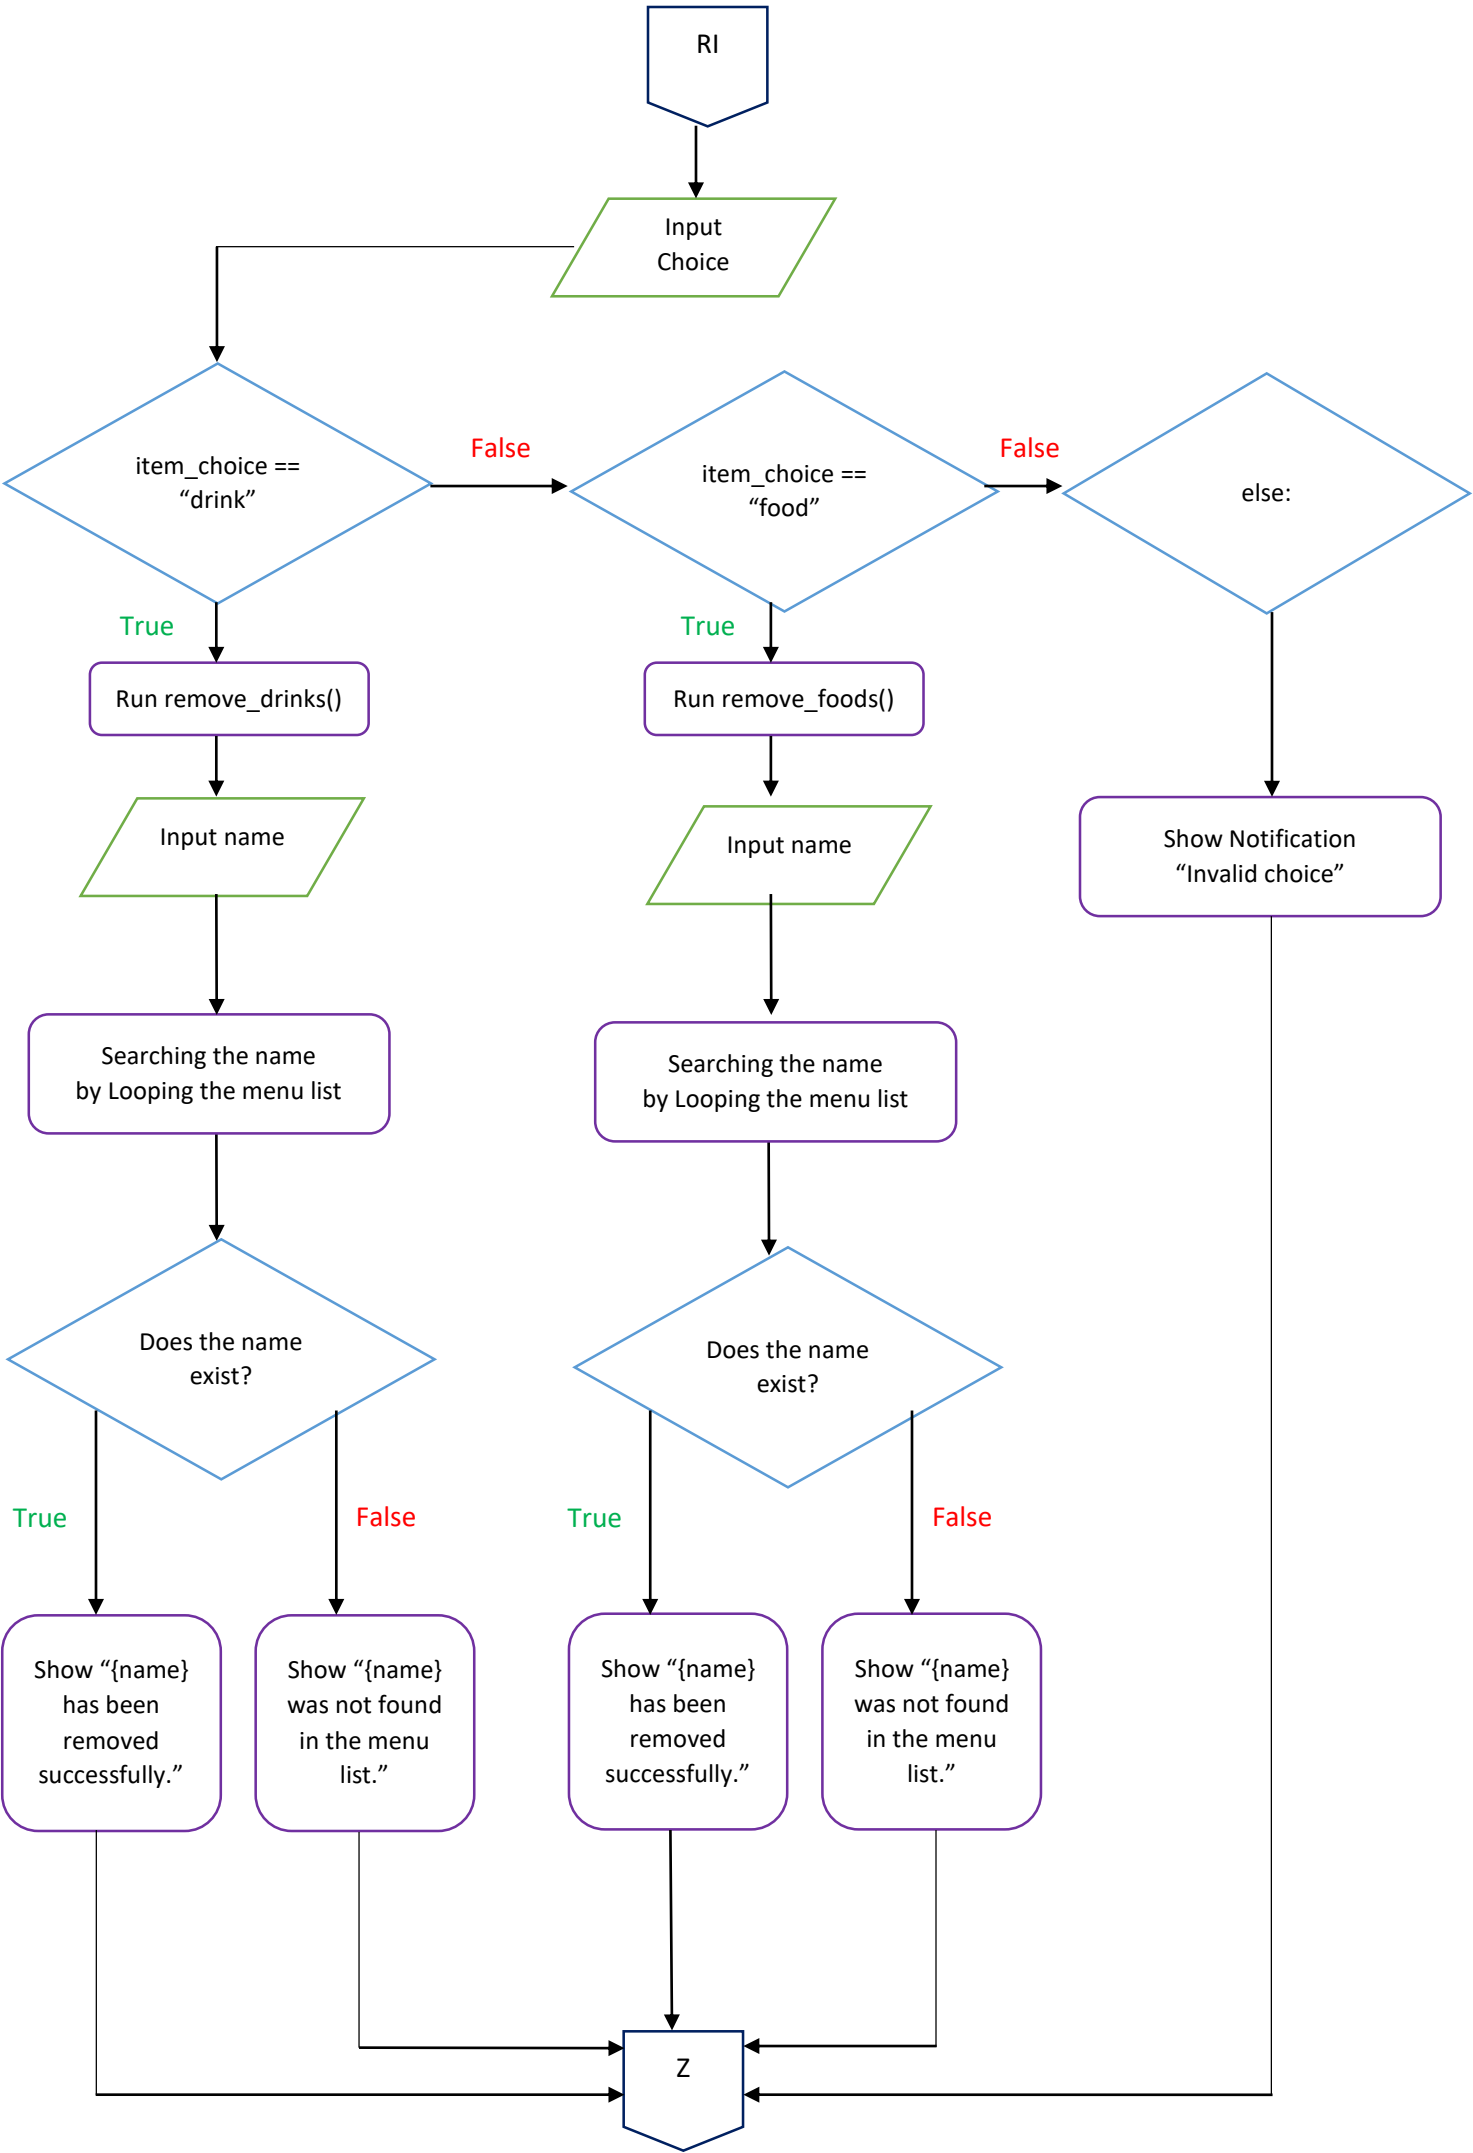 RI
Input
Choice
item_choice ==
“drink”
False
item_choice ==
“food”
False
else:
True
True
Run remove_drinks()
Run remove_foods()
Input name
Input name
Show Notification
“Invalid choice”
Searching the name
by Looping the menu list
Searching the name
by Looping the menu list
Does the name
exist?
Does the name
exist?
True
False
True
False
Show “{name}
has been
removed
successfully.”
Show “{name}
was not found
in the menu
list.”
Show “{name}
has been
removed
successfully.”
Show “{name}
was not found
in the menu
list.”
Z